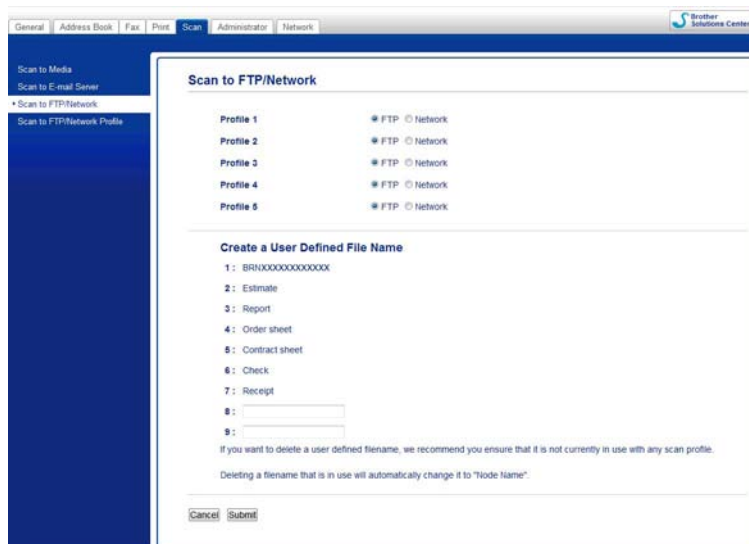 General Address Book Fax Print Scan Administrator Network
Brother
Solutions Center
Scan to Media
Scan to E-mail Server
Scan to FTP/Network
Scan to FTP/Network Profile
Scan to FTP/Network
Profile 1 FTP Network
Profile 2 FTP Network
Profile 3 FTP Network
Profile 4 FTP Network
Profile 5 FTP Network
Create a User Defined File Name
1 : BRNXXXXXXXXXXXX
2 : Estimate
3 : Report
4 : Order sheet
5 : Contract sheet
6 : Check
7 : Receipt
8 :
9 :
If you want to delete a user defined filename, we recommend you ensure that it is not currently in use with any scan profile.
Deleting a filename that is in use will automatically change it to "Node Name".
Cancel Submit